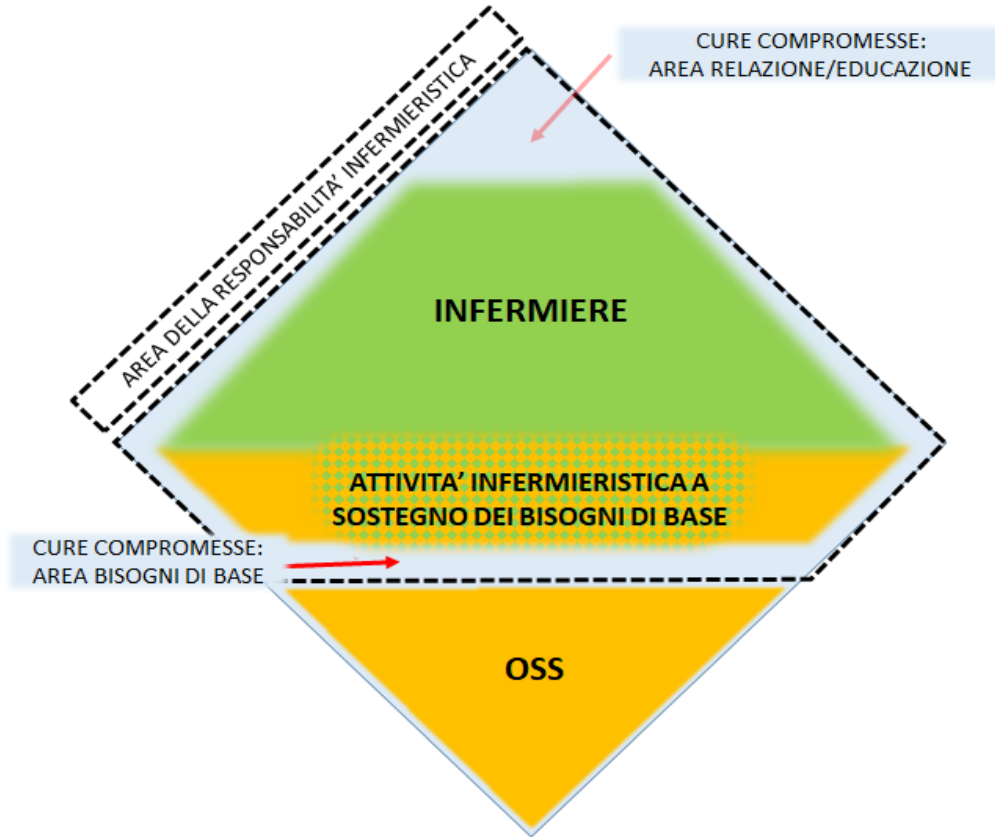 CURE COMPROMESSE:
AREA RELAZIONE/EDUCAZIONE
AREA DELLA RESPONSABILITA’ INFERMIERISTICA
INFERMIERE
ATTIVITA’ INFERMIERISTICA A
SOSTEGNO DEI BISOGNI DI BASE
CURE COMPROMESSE:
AREA BISOGNI DI BASE
OSS